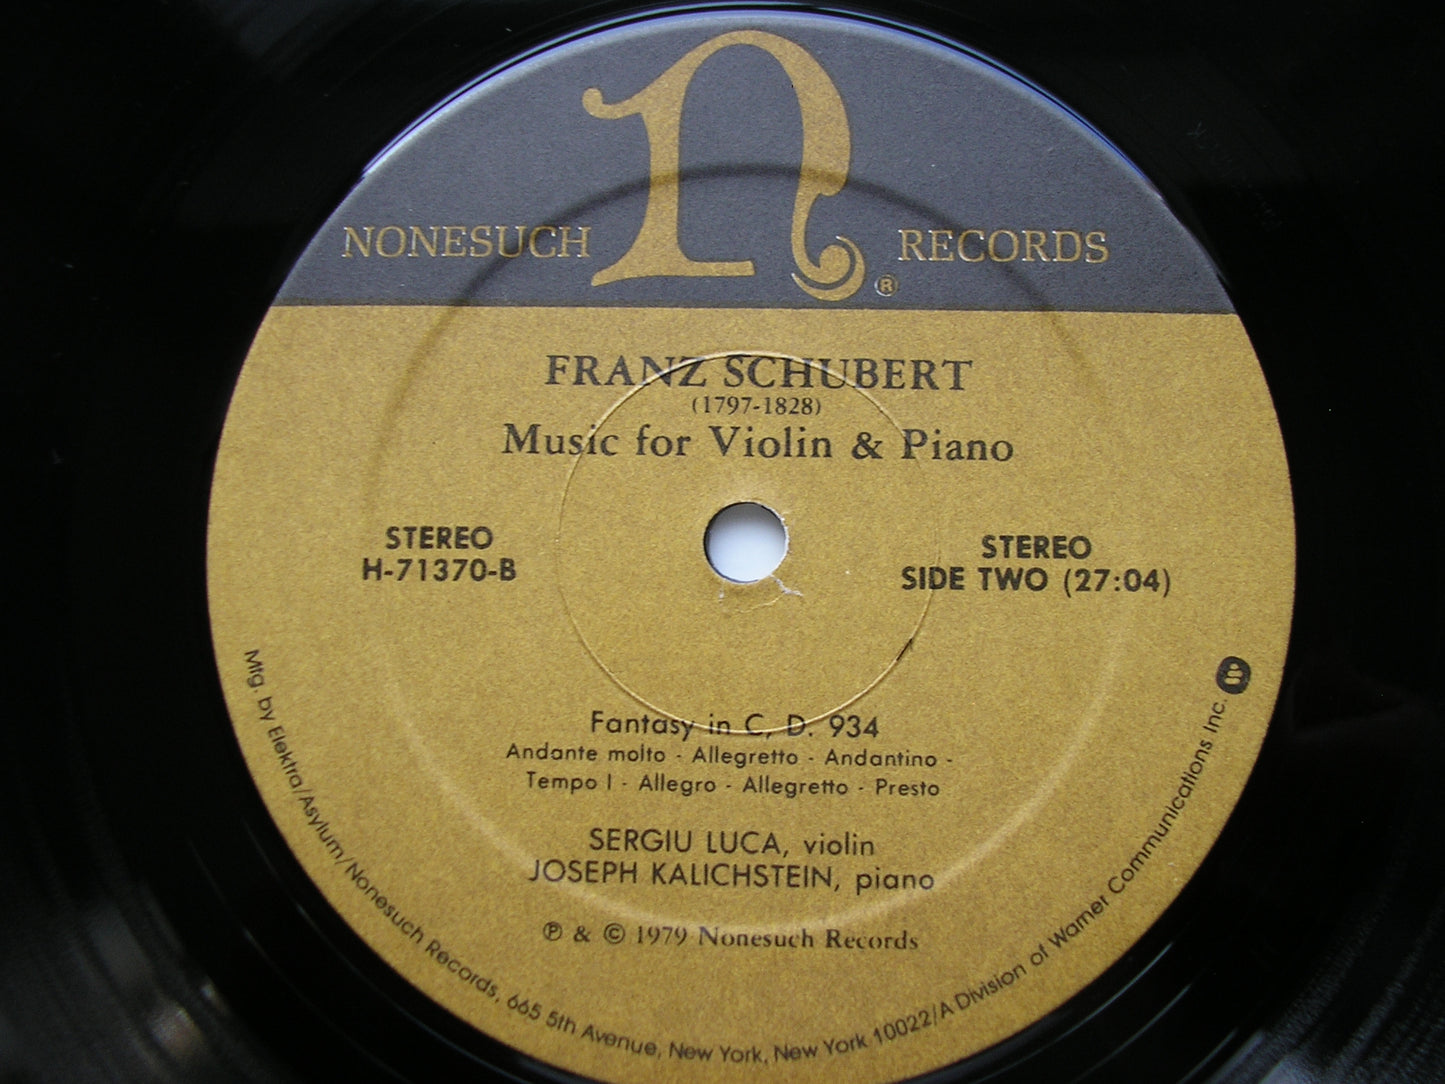 n
NONESUCH RECORDS ®
FRANZ SCHUBERT
(1797-1828)
Music for Violin & Piano
STEREO
H-71370-B
STEREO
SIDE TWO (27:04)
Fantasy in C, D. 934
Andante molto - Allegretto - Andantino -
Tempo I - Allegro - Allegretto - Presto
SERGIU LUCA, violin
JOSEPH KALICHSTEIN, piano
℗ & © 1979 Nonesuch Records
Mfg. by Elektra/Asylum/Nonesuch Records, 665 5th Avenue, New York, New York 10022/A Division of Warner Communications Inc.